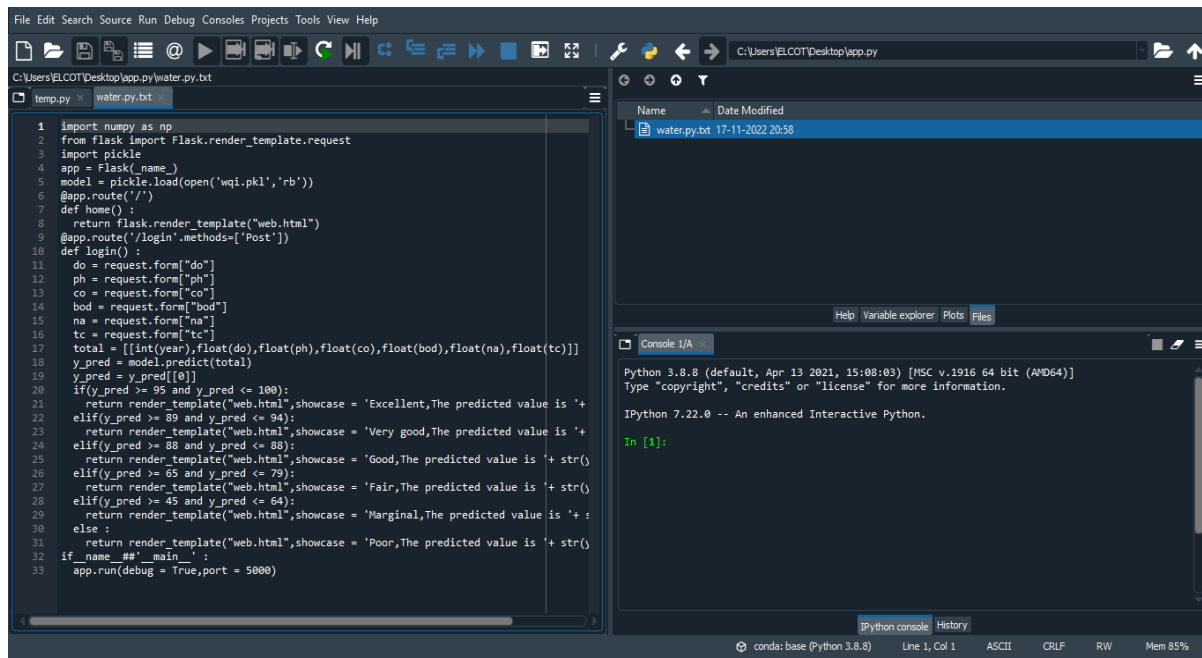 File Edit Search Source Run Debug Consoles Projects Tools View Help
C:\Users\ELCOT\Desktop\app.py
C:\Users\ELCOT\Desktop\app.py\water.py.txt
temp.py
water.py.txt
1 import numpy as np
2 from flask import Flask.render_template.request
3 import pickle
4 app = Flask(_name_)
5 model = pickle.load(open('wqi.pkl','rb'))
6 @app.route('/')
7 def home() :
8   return flask.render_template("web.html")
9 @app.route('/login'.methods=['Post'])
10 def login() :
11   do = request.form["do"]
12   ph = request.form["ph"]
13   co = request.form["co"]
14   bod = request.form["bod"]
15   na = request.form["na"]
16   tc = request.form["tc"]
17   total = [[int(year),float(do),float(ph),float(co),float(bod),float(na),float(tc)]]
18   y_pred = model.predict(total)
19   y_pred = y_pred[[0]]
20   if(y_pred >= 95 and y_pred <= 100):
21     return render_template("web.html",showcase = 'Excellent,The predicted value is '+
22   elif(y_pred >= 89 and y_pred <= 94):
23     return render_template("web.html",showcase = 'Very good,The predicted value is '+
24   elif(y_pred >= 88 and y_pred <= 88):
25     return render_template("web.html",showcase = 'Good,The predicted value is '+ str(y
26   elif(y_pred >= 65 and y_pred <= 79):
27     return render_template("web.html",showcase = 'Fair,The predicted value is '+ str(y
28   elif(y_pred >= 45 and y_pred <= 64):
29     return render_template("web.html",showcase = 'Marginal,The predicted value is '+ s
30   else :
31     return render_template("web.html",showcase = 'Poor,The predicted value is '+ str(y
32 if__name__##'__main__' :
33   app.run(debug = True,port = 5000)
Name Date Modified
water.py.txt 17-11-2022 20:58
Help Variable explorer Plots Files
Console 1/A
Python 3.8.8 (default, Apr 13 2021, 15:08:03) [MSC v.1916 64 bit (AMD64)]
Type "copyright", "credits" or "license" for more information.
IPython 7.22.0 -- An enhanced Interactive Python.
In [1]:
IPython console History
conda: base (Python 3.8.8) Line 1, Col 1 ASCII CRLF RW Mem 85%